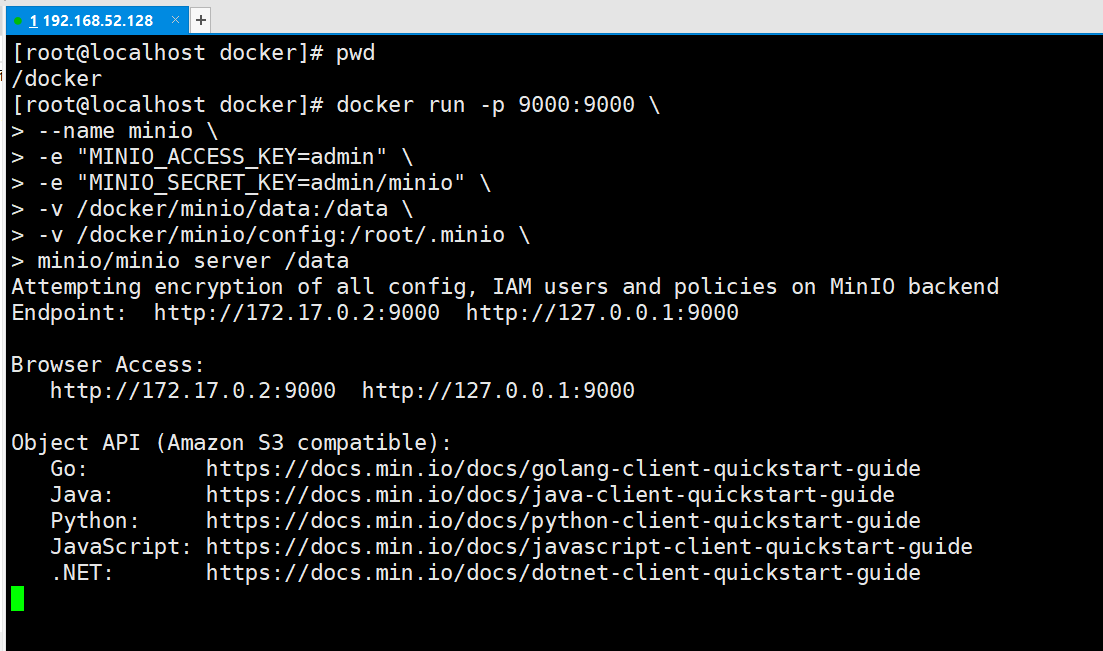 1 192.168.52.128 × +
[root@localhost docker]# pwd
/docker
[root@localhost docker]# docker run -p 9000:9000 \
> --name minio \
> -e "MINIO_ACCESS_KEY=admin" \
> -e "MINIO_SECRET_KEY=admin/minio" \
> -v /docker/minio/data:/data \
> -v /docker/minio/config:/root/.minio \
> minio/minio server /data
Attempting encryption of all config, IAM users and policies on MinIO backend
Endpoint:  http://172.17.0.2:9000  http://127.0.0.1:9000
Browser Access:
   http://172.17.0.2:9000  http://127.0.0.1:9000
Object API (Amazon S3 compatible):
   Go:         https://docs.min.io/docs/golang-client-quickstart-guide
   Java:       https://docs.min.io/docs/java-client-quickstart-guide
   Python:     https://docs.min.io/docs/python-client-quickstart-guide
   JavaScript: https://docs.min.io/docs/javascript-client-quickstart-guide
   .NET:       https://docs.min.io/docs/dotnet-client-quickstart-guide